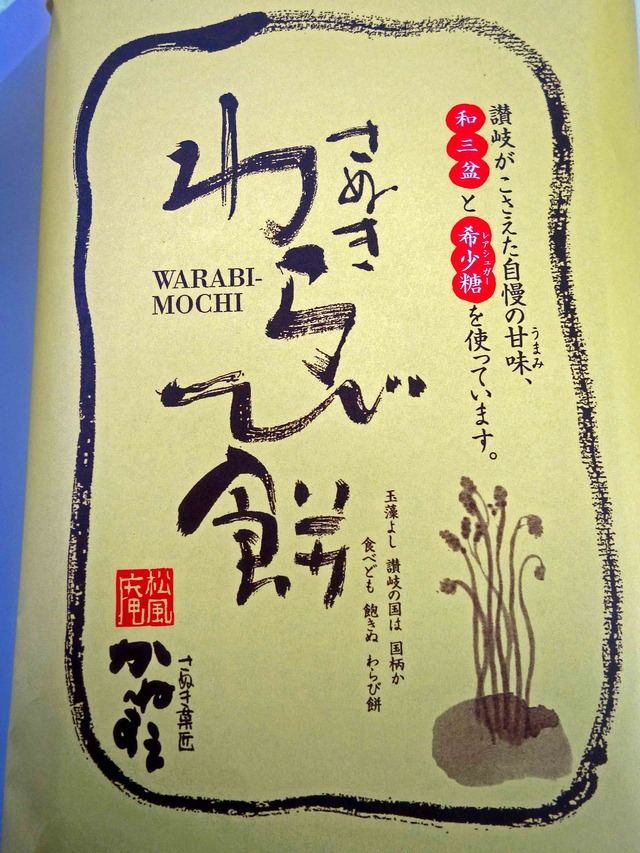 讃岐がこさえた自慢の甘味、
うまみ
和三盆と希少糖を使っています。
レアシュガー
さぬき
わらび餅
WARABI-
MOCHI
玉藻よし 讃岐の国は 国柄か
食べども 飽きぬ わらび餅
松風庵
さぬき菓匠
かねすえ